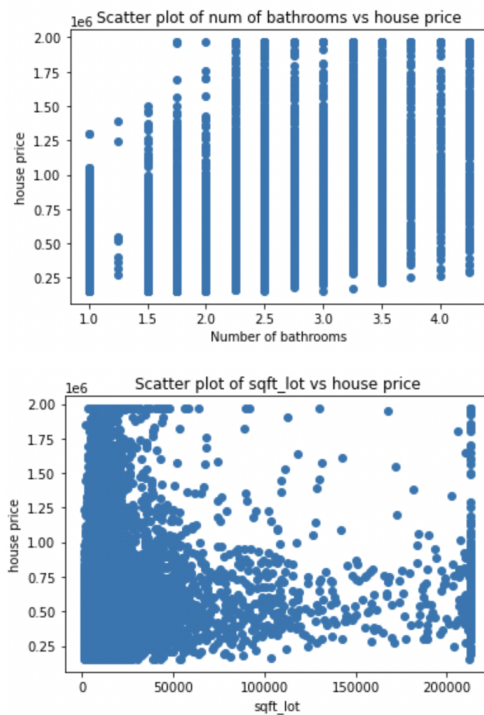 Scatter plot of num of bathrooms vs house price
1e6
2.00
1.75
1.50
1.25
1.00
0.75
0.50
0.25
house price
1.0 1.5 2.0 2.5 3.0 3.5 4.0
Number of bathrooms
Scatter plot of sqft_lot vs house price
1e6
2.00
1.75
1.50
1.25
1.00
0.75
0.50
0.25
house price
0 50000 100000 150000 200000
sqft_lot